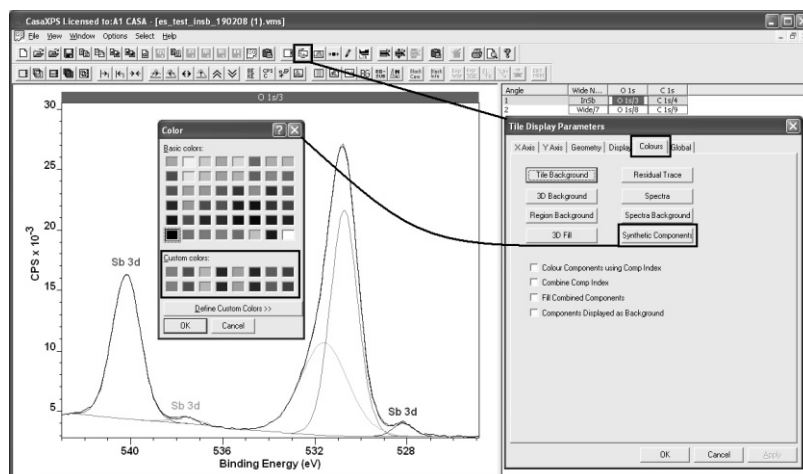 CasaXPS Licensed to:A1 CASA - [es_test_insb_190208 (1).vms]
File View Window Options Select Help
O 1s/3
Angle Wide N... O 1s C 1s
1 InSb O 1s/3 C 1s/4
2 Wide/7 O 1s/8 C 1s/9
Tile Display Parameters
X Axis Y Axis Geometry Display Colours Global
Tile Background Residual Trace
3D Background Spectra
Region Background Spectra Background
3D Fill Synthetic Components
Colour Components using Comp Index
Combine Comp Index
Fill Combined Components
Components Displayed as Background
OK Cancel Apply
Color
Basic colors:
Custom colors:
Define Custom Colors >>
OK Cancel
CPS x 10⁻³
30
25
20
15
10
5
Sb 3d
Sb 3d
Sb 3d
540 536 532 528
Binding Energy (eV)